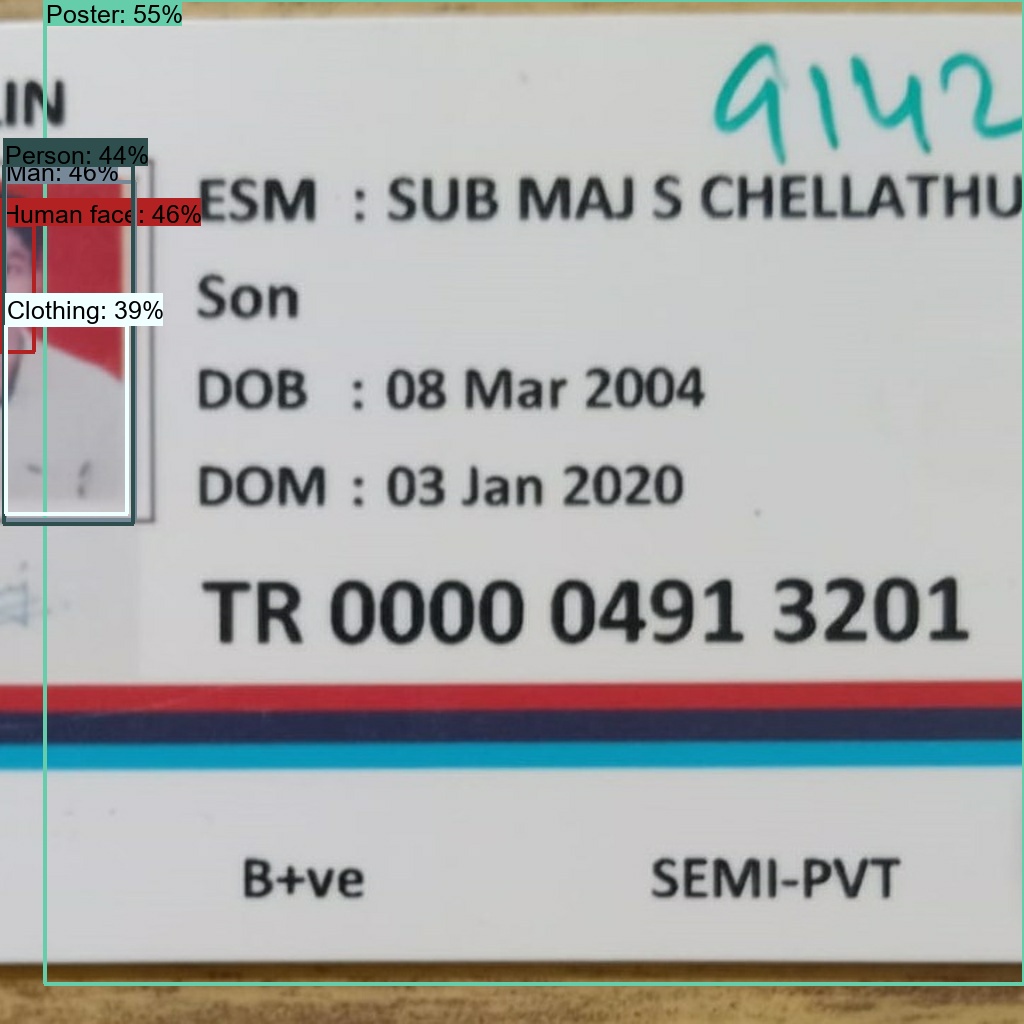 Poster: 55%
9142
IN
Person: 44%
Man: 46%
Human face: 46%
ESM : SUB MAJ S CHELLATHU
Son
Clothing: 39%
DOB : 08 Mar 2004
DOM : 03 Jan 2020
TR 0000 0491 3201
B+ve
SEMI-PVT